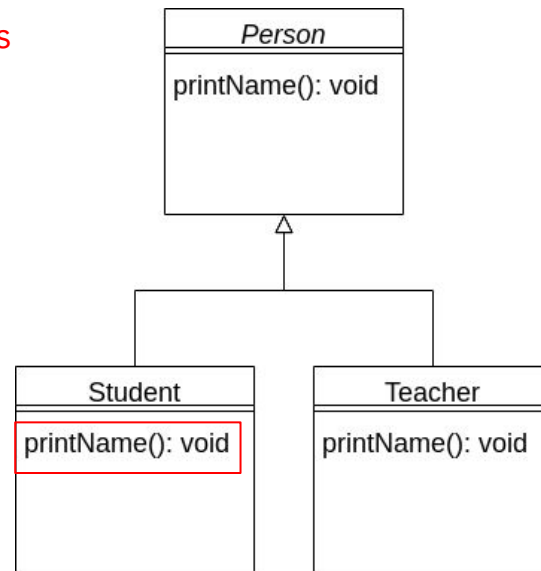 s
Person
printName(): void
Student
printName(): void
Teacher
printName(): void